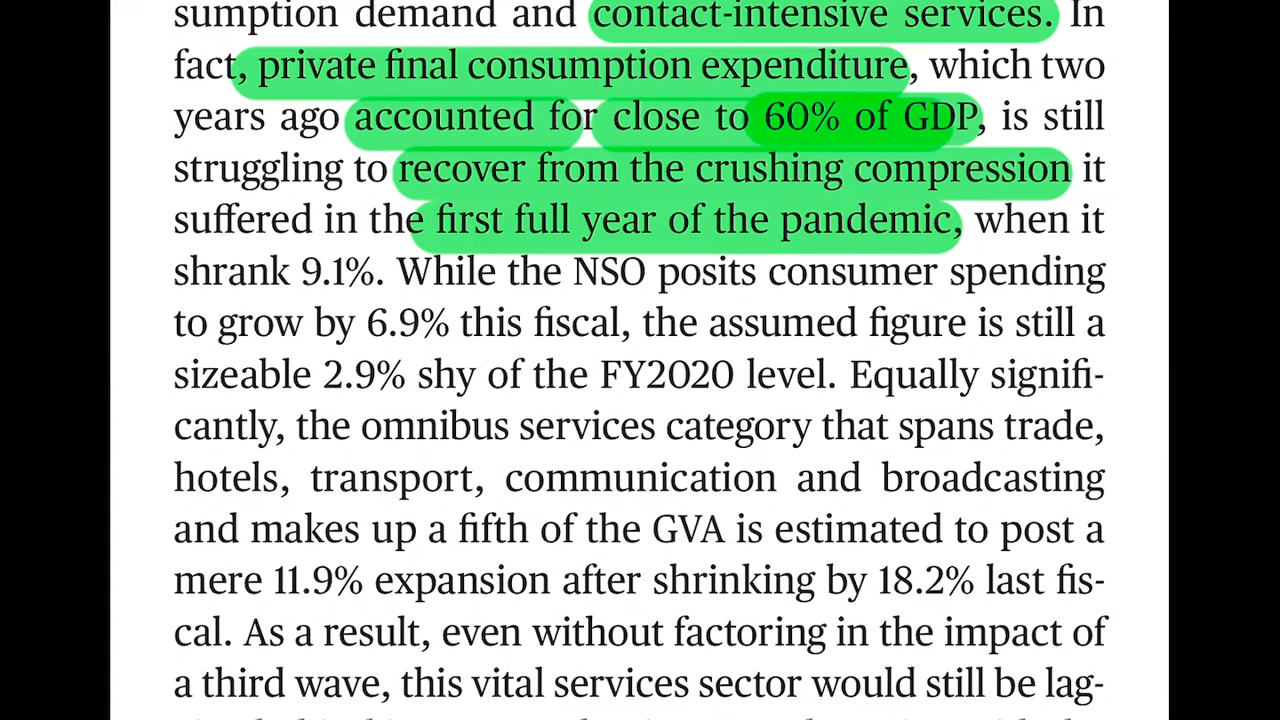 sumption demand and contact-intensive services. In
fact, private final consumption expenditure, which two
years ago accounted for close to 60% of GDP, is still
struggling to recover from the crushing compression it
suffered in the first full year of the pandemic, when it
shrank 9.1%. While the NSO posits consumer spending
to grow by 6.9% this fiscal, the assumed figure is still a
sizeable 2.9% shy of the FY2020 level. Equally signifi-
cantly, the omnibus services category that spans trade,
hotels, transport, communication and broadcasting
and makes up a fifth of the GVA is estimated to post a
mere 11.9% expansion after shrinking by 18.2% last fis-
cal. As a result, even without factoring in the impact of
a third wave, this vital services sector would still be lag-